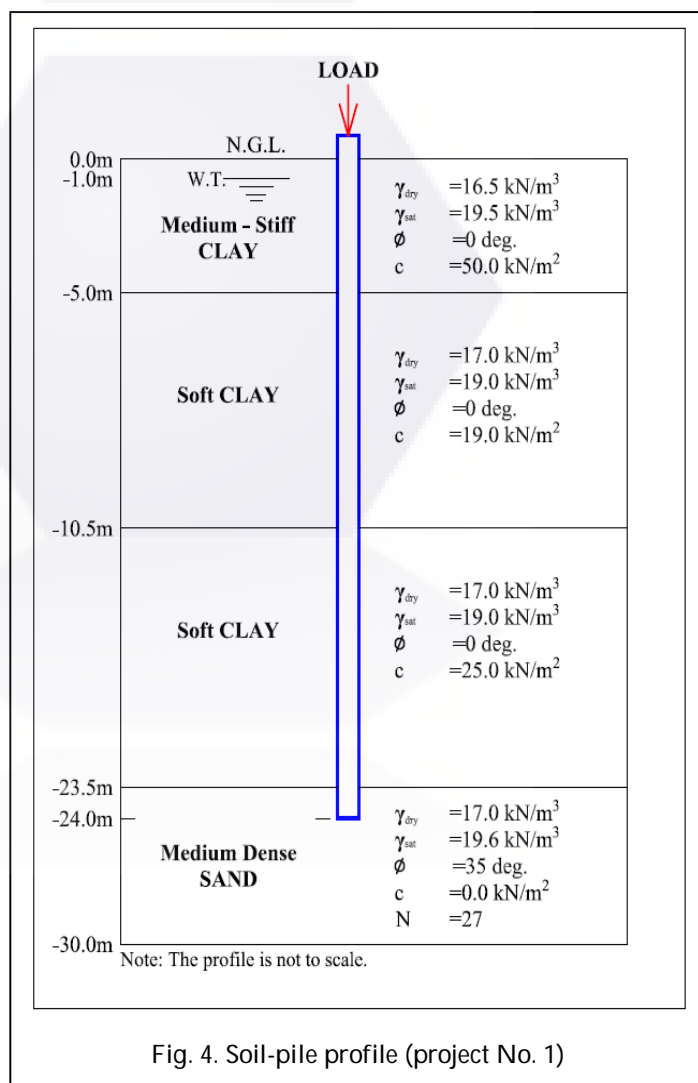 LOAD
N.G.L.
0.0m
-1.0m
W.T.
Medium - Stiff
CLAY
γdry =16.5 kN/m³
γsat =19.5 kN/m³
ϕ =0 deg.
c =50.0 kN/m²
-5.0m
Soft CLAY
γdry =17.0 kN/m³
γsat =19.0 kN/m³
ϕ =0 deg.
c =19.0 kN/m²
-10.5m
Soft CLAY
γdry =17.0 kN/m³
γsat =19.0 kN/m³
ϕ =0 deg.
c =25.0 kN/m²
-23.5m
-24.0m
Medium Dense
SAND
γdry =17.0 kN/m³
γsat =19.6 kN/m³
ϕ =35 deg.
c =0.0 kN/m²
N =27
-30.0m
Note: The profile is not to scale.
Fig. 4. Soil-pile profile (project No. 1)